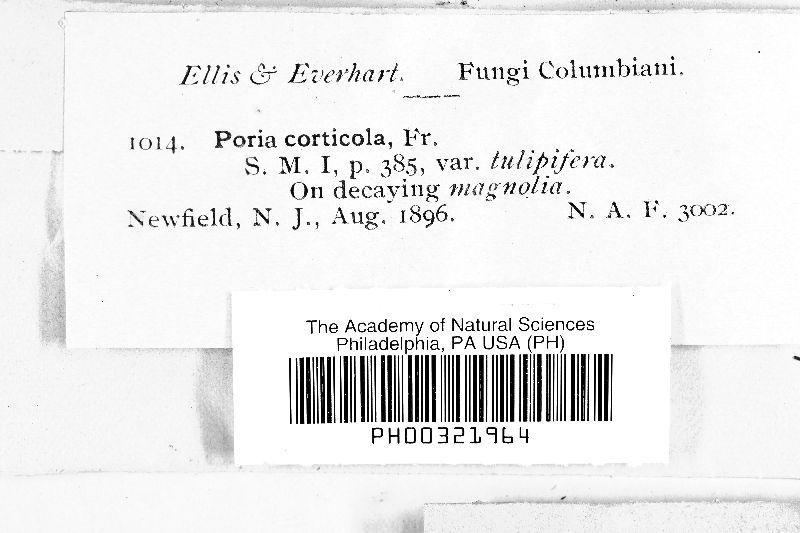 Ellis & Everhart. Fungi Columbiani.
1014. Poria corticola, Fr.
S. M. I, p. 385, var. tulipifera.
On decaying magnolia.
Newfield, N. J., Aug. 1896. N. A. F. 3002.
The Academy of Natural Sciences
Philadelphia, PA USA (PH)
PH00321964